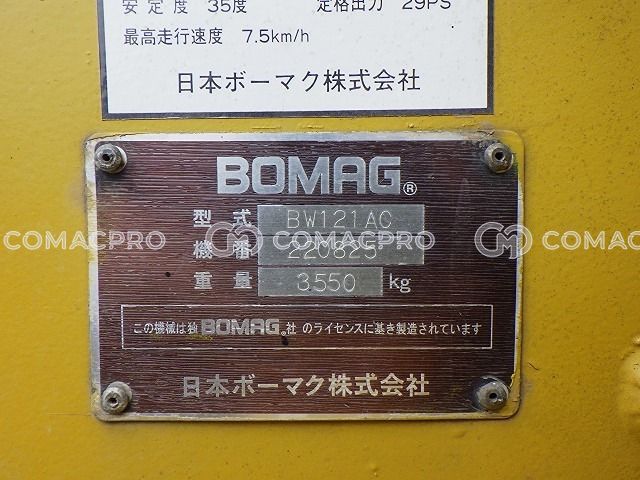 安定度 35度 定格出力 29PS
最高走行速度 7.5km/h
日本ボーマク株式会社
BOMAG®
型式 BW121AC
機番 220825
重量 3550 kg
COMACPRO COMACPRO COMACP
この機械は独BOMAG®社のライセンスに基き製造されています
日本ボーマク株式会社